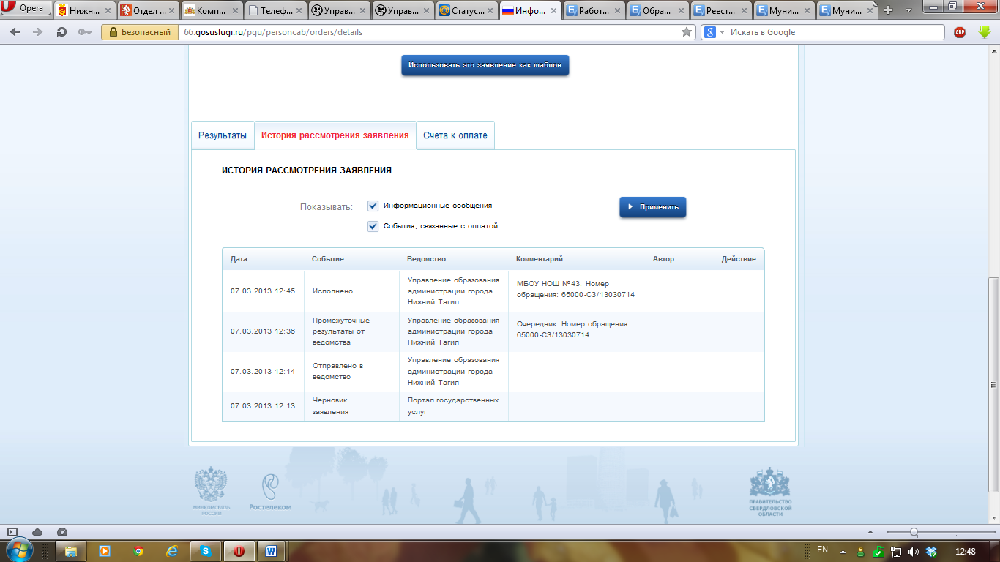 Opera
Нижн...
Отдел ...
Комп...
Телеф...
Управ...
Управ...
Статус...
Инфо...
Работ...
Обра...
Реест...
Муни...
Муни...
Безопасный
66.gosuslugi.ru/pgu/personcab/orders/details
Искать в Google
ABP
Использовать это заявление как шаблон
Результаты
История рассмотрения заявления
Счета к оплате
ИСТОРИЯ РАССМОТРЕНИЯ ЗАЯВЛЕНИЯ
Показывать:
Информационные сообщения
Применить
События, связанные с оплатой
Дата Событие Ведомство Комментарий Автор Действие
07.03.2013 12:45
Исполнено
Управление образования
администрации города
Нижний Тагил
МБОУ НОШ №43. Номер
обращения: 65000-СЗ/13030714
07.03.2013 12:36
Промежуточные
результаты от
ведомства
Управление образования
администрации города
Нижний Тагил
Очередник. Номер обращения:
65000-СЗ/13030714
07.03.2013 12:14
Отправлено в
ведомство
Управление образования
администрации города
Нижний Тагил
07.03.2013 12:13
Черновик
заявления
Портал государственных
услуг
МИНКОМСВЯЗЬ
РОССИИ
Ростелеком
ПРАВИТЕЛЬСТВО
СВЕРДЛОВСКОЙ
ОБЛАСТИ
EN
12:48